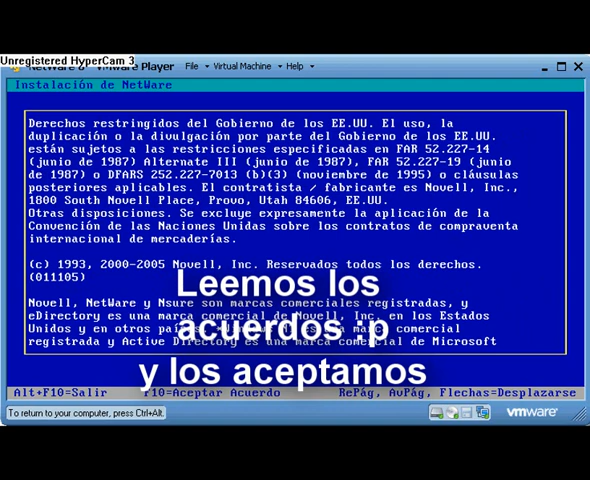 Unregistered HyperCam 3
VMware Player File Virtual Machine Help
Instalación de NetWare
Derechos restringidos del Gobierno de los EE.UU. El uso, la
duplicación o la divulgación por parte del Gobierno de los EE.UU.
están sujetos a las restricciones especificadas en FAR 52.227-14
(junio de 1987) Alternate III (junio de 1987), FAR 52.227-19 (junio
de 1987) o DFARS 252.227-7013 (b)(3) (noviembre de 1995) o cláusulas
posteriores aplicables. El contratista / fabricante es Novell, Inc.,
1800 South Novell Place, Provo, Utah 84606, EE.UU.
Otras disposiciones. Se excluye expresamente la aplicación de la
Convención de las Naciones Unidas sobre los contratos de compraventa
internacional de mercaderías.
(c) 1993, 2000-2005 Novell, Inc. Reservados todos los derechos.
(011105)
Leemos los
acuerdos :p
y los aceptamos
Novell, NetWare y Nsure son marcas comerciales registradas, y
eDirectory es una marca comercial de Novell, Inc. en los Estados
Unidos y en otros países. es una marca comercial
registrada y Active Directory es una marca comercial de Microsoft
Alt+F10=Salir F10=Aceptar Acuerdo RePág, AvPág, Flechas=Desplazarse
To return to your computer, press Ctrl+Alt.
vmware